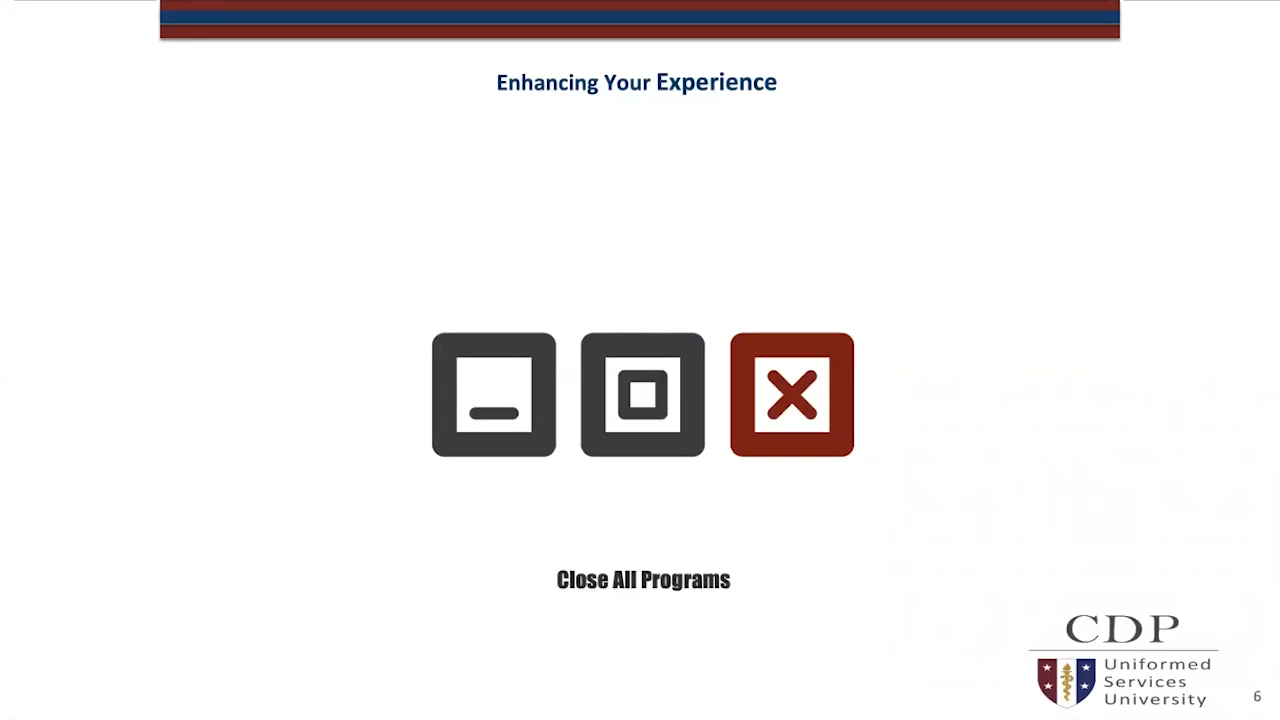 Enhancing Your Experience
Close All Programs
CDP
Uniformed
Services
University
6